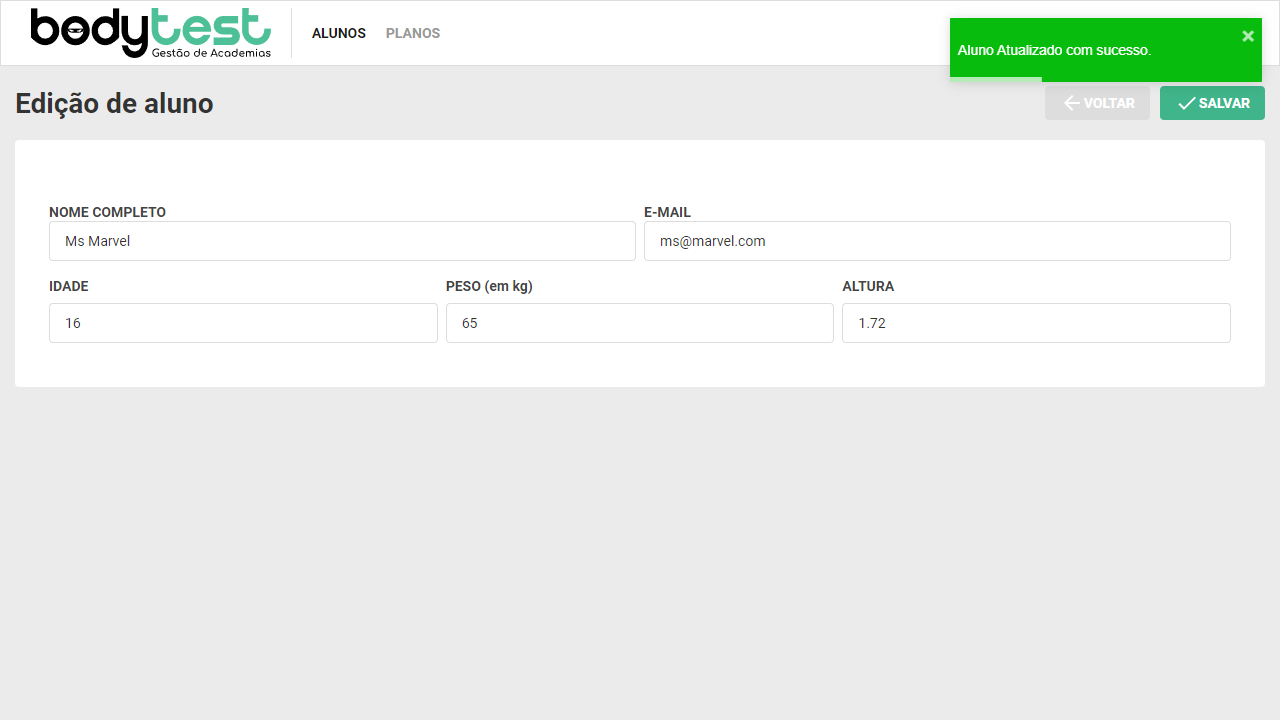 bodytest
Gestão de Academias
ALUNOS PLANOS
Aluno Atualizado com sucesso.
×
Edição de aluno
VOLTAR
SALVAR
NOME COMPLETO
Ms Marvel
E-MAIL
ms@marvel.com
IDADE
16
PESO (em kg)
65
ALTURA
1.72